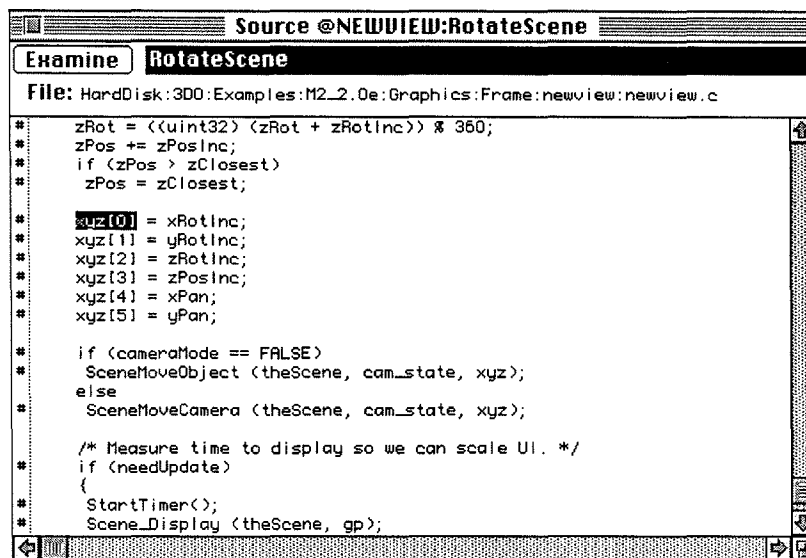 Source @NEWVIEW:RotateScene
Examine RotateScene
File: HardDisk:3DO:Examples:M2_2.0e:Graphics:Frame:newview:newview.c
# zRot = ((uint32) (zRot + zRotInc)) % 360;
# zPos += zPosInc;
# if (zPos > zClosest)
# zPos = zClosest;
# xyz[0] = xRotInc;
# xyz[1] = yRotInc;
# xyz[2] = zRotInc;
# xyz[3] = zPosInc;
# xyz[4] = xPan;
# xyz[5] = yPan;
# if (cameraMode == FALSE)
# SceneMoveObject (theScene, cam_state, xyz);
else
# SceneMoveCamera (theScene, cam_state, xyz);
/* Measure time to display so we can scale UI. */
# if (needUpdate)
{
# StartTimer();
# Scene_Display (theScene, gp);